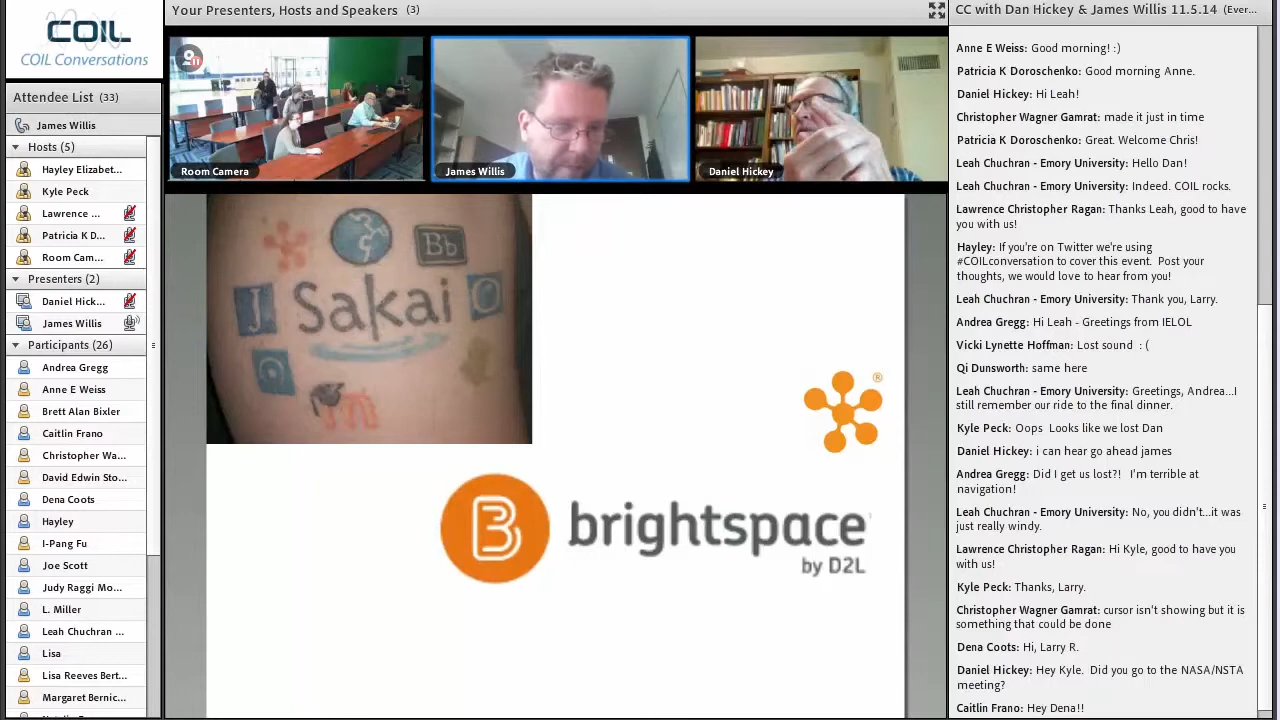 COIL
COIL Conversations
Attendee List (33)
James Willis
Hosts (5)
Hayley Elizabet...
Kyle Peck
Lawrence ...
Patricia K D...
Room Cam...
Presenters (2)
Daniel Hick...
James Willis
Participants (26)
Andrea Gregg
Anne E Weiss
Brett Alan Bixler
Caitlin Frano
Christopher Wa...
David Edwin Sto...
Dena Coots
Hayley
I-Pang Fu
Joe Scott
Judy Raggi Mo...
L. Miller
Leah Chuchran ...
Lisa
Lisa Reeves Bert...
Margaret Bernic...
Your Presenters, Hosts and Speakers (3)
Room Camera
James Willis
Daniel Hickey
Bb
J Sakai O
m
®
B brightspace
by D2L
CC with Dan Hickey & James Willis 11.5.14 (Ever...
Anne E Weiss: Good morning! :)
Patricia K Doroschenko: Good morning Anne.
Daniel Hickey: Hi Leah!
Christopher Wagner Gamrat: made it just in time
Patricia K Doroschenko: Great. Welcome Chris!
Leah Chuchran - Emory University: Hello Dan!
Leah Chuchran - Emory University: Indeed. COIL rocks.
Lawrence Christopher Ragan: Thanks Leah, good to have
you with us!
Hayley: If you're on Twitter we're using
#COILconversation to cover this event. Post your
thoughts, we would love to hear from you!
Leah Chuchran - Emory University: Thank you, Larry.
Andrea Gregg: Hi Leah - Greetings from IELOL
Vicki Lynette Hoffman: Lost sound : (
Qi Dunsworth: same here
Leah Chuchran - Emory University: Greetings, Andrea...I
still remember our ride to the final dinner.
Kyle Peck: Oops Looks like we lost Dan
Daniel Hickey: i can hear go ahead james
Andrea Gregg: Did I get us lost?! I'm terrible at
navigation!
Leah Chuchran - Emory University: No, you didn't...it was
just really windy.
Lawrence Christopher Ragan: Hi Kyle, good to have you
with us!
Kyle Peck: Thanks, Larry.
Christopher Wagner Gamrat: cursor isn't showing but it is
something that could be done
Dena Coots: Hi, Larry R.
Daniel Hickey: Hey Kyle. Did you go to the NASA/NSTA
meeting?
Caitlin Frano: Hey Dena!!